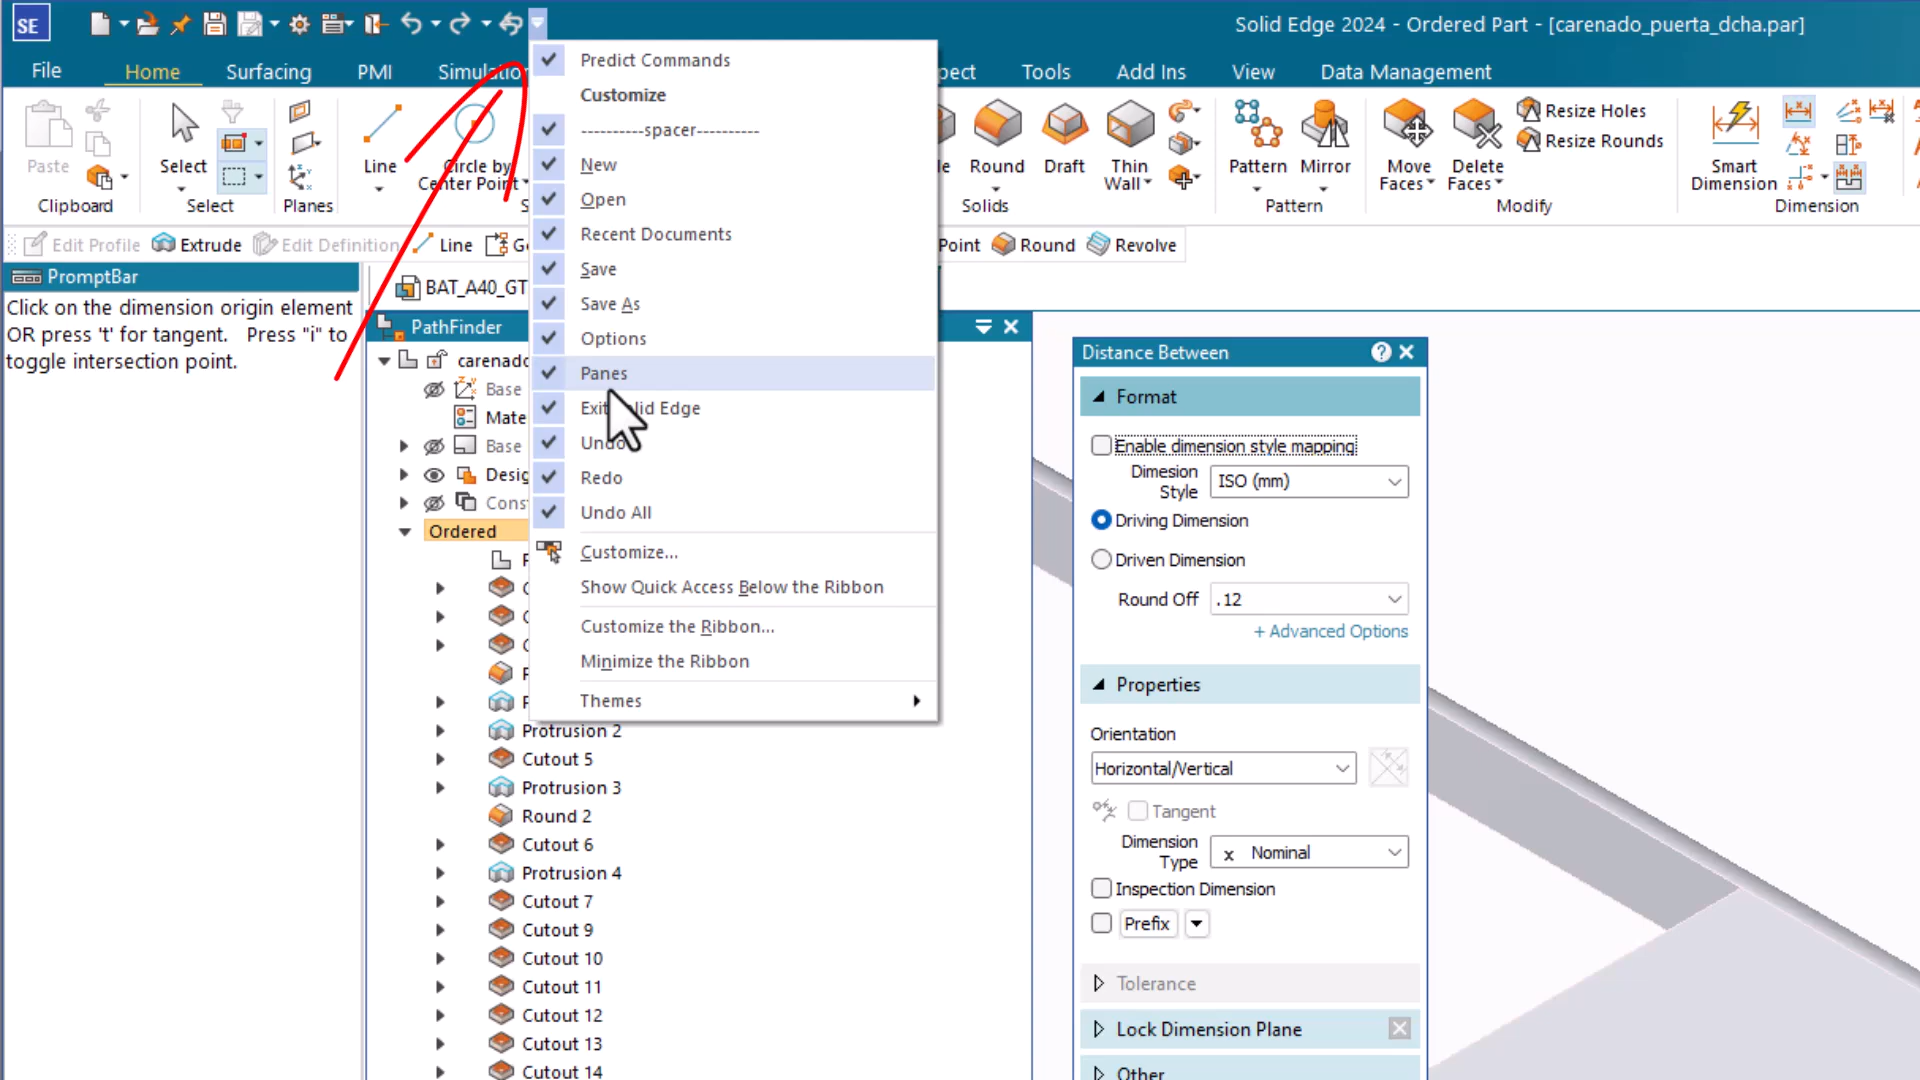 SE
Solid Edge 2024 - Ordered Part - [carenado_puerta_dcha.par]
File
Home
Surfacing
PMI
Simulation
Tools
Add Ins
View
Data Management
Paste
Clipboard
Select
Select
Planes
Line
Circle by
Center Point
Round
Draft
Thin
Wall
Solids
Pattern
Mirror
Pattern
Move
Faces
Delete
Faces
Resize Holes
Resize Rounds
Modify
Smart
Dimension
Dimension
Edit Profile
Extrude
Edit Definition
Line
Point
Round
Revolve
PromptBar
Click on the dimension origin element
OR press 't' for tangent. Press "i" to
toggle intersection point.
BAT_A40_GT
PathFinder
carenado
Base
Mate
Base
Desig
Const
Ordered
Protrusion 2
Cutout 5
Protrusion 3
Round 2
Cutout 6
Protrusion 4
Cutout 7
Cutout 9
Cutout 10
Cutout 11
Cutout 12
Cutout 13
Cutout 14
Predict Commands
Customize
----------spacer----------
New
Open
Recent Documents
Save
Save As
Options
Panes
Exit Solid Edge
Undo
Redo
Undo All
Customize...
Show Quick Access Below the Ribbon
Customize the Ribbon...
Minimize the Ribbon
Themes
Distance Between
Format
Enable dimension style mapping
Dimesion
Style
ISO (mm)
Driving Dimension
Driven Dimension
Round Off
.12
+ Advanced Options
Properties
Orientation
Horizontal/Vertical
Tangent
Dimension
Type
x Nominal
Inspection Dimension
Prefix
Tolerance
Lock Dimension Plane
Other